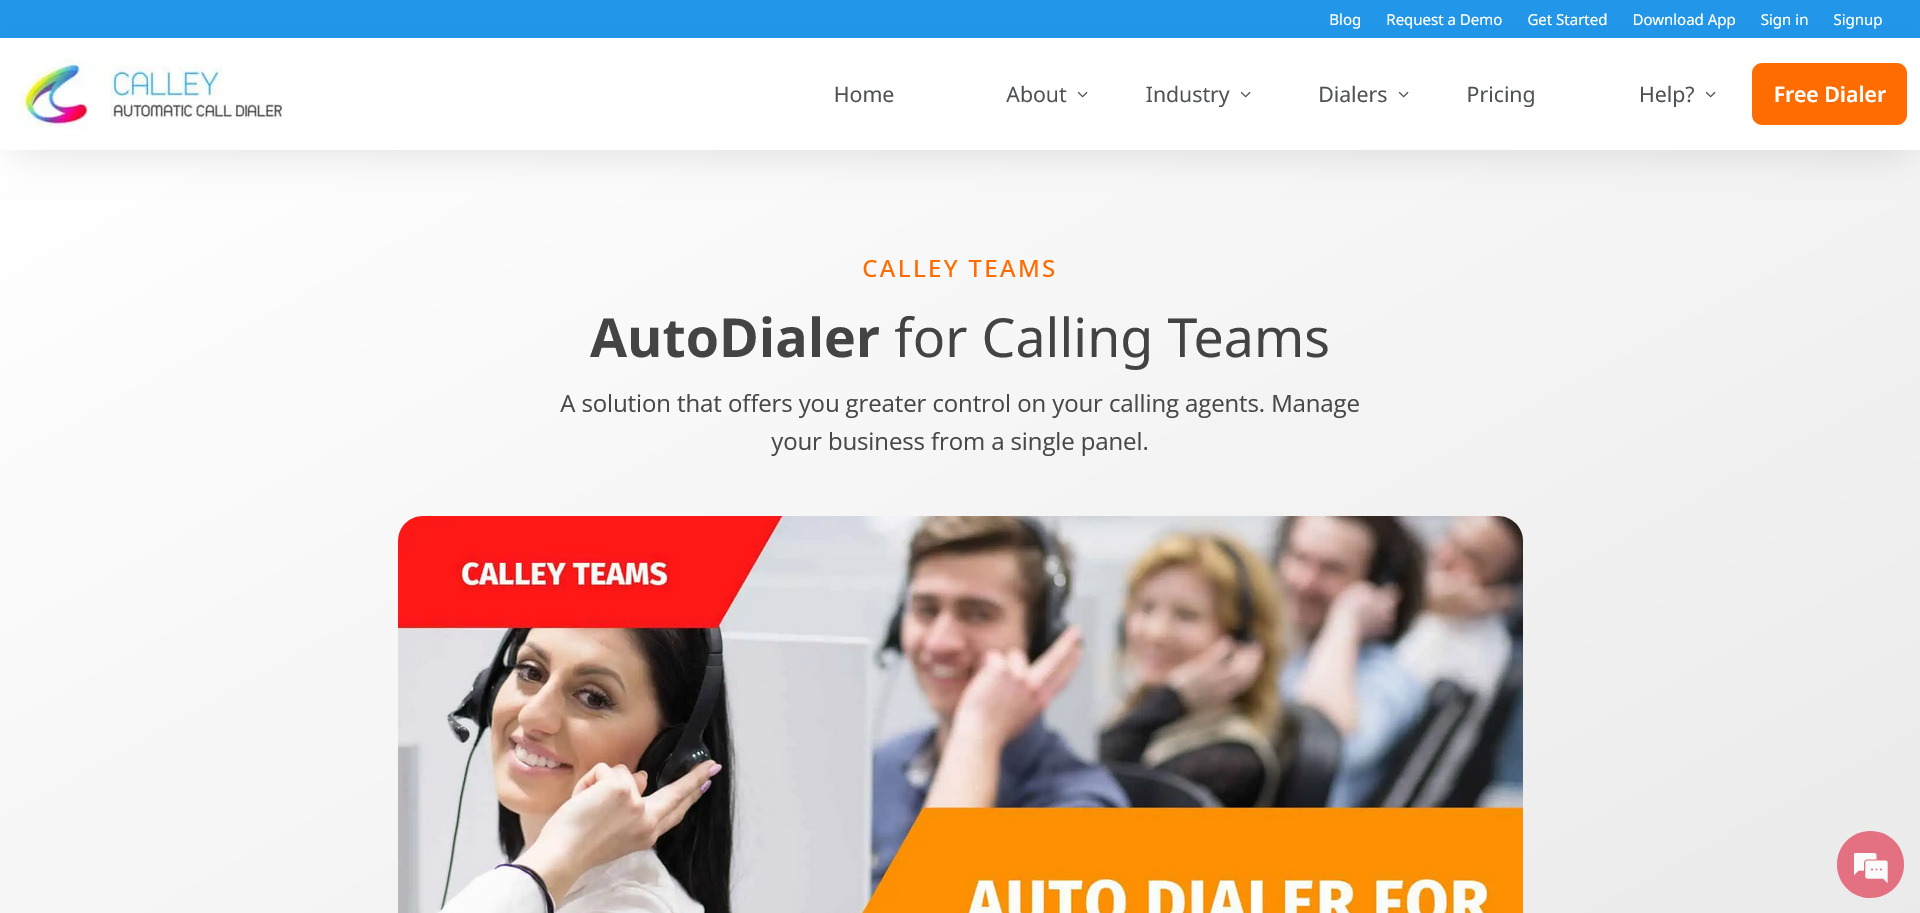 Blog Request a Demo Get Started Download App Sign in Signup
CALLEY
AUTOMATIC CALL DIALER
Home About Industry Dialers Pricing Help? Free Dialer
CALLEY TEAMS
AutoDialer for Calling Teams
A solution that offers you greater control on your calling agents. Manage
your business from a single panel.
CALLEY TEAMS
AUTO DIALER FOR